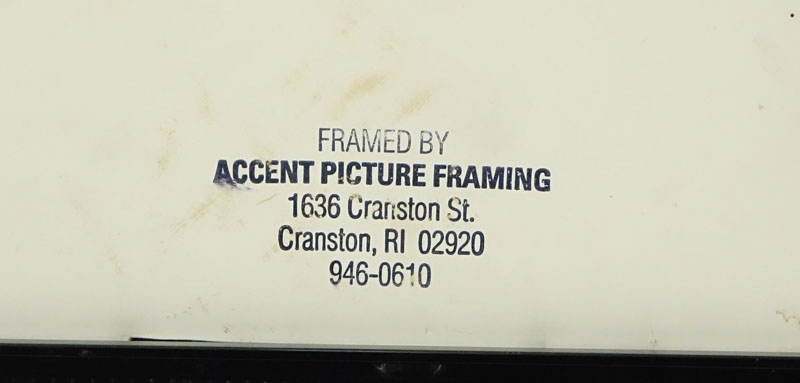 FRAMED BY
ACCENT PICTURE FRAMING
1636 Cranston St.
Cranston, RI 02920
946-0610